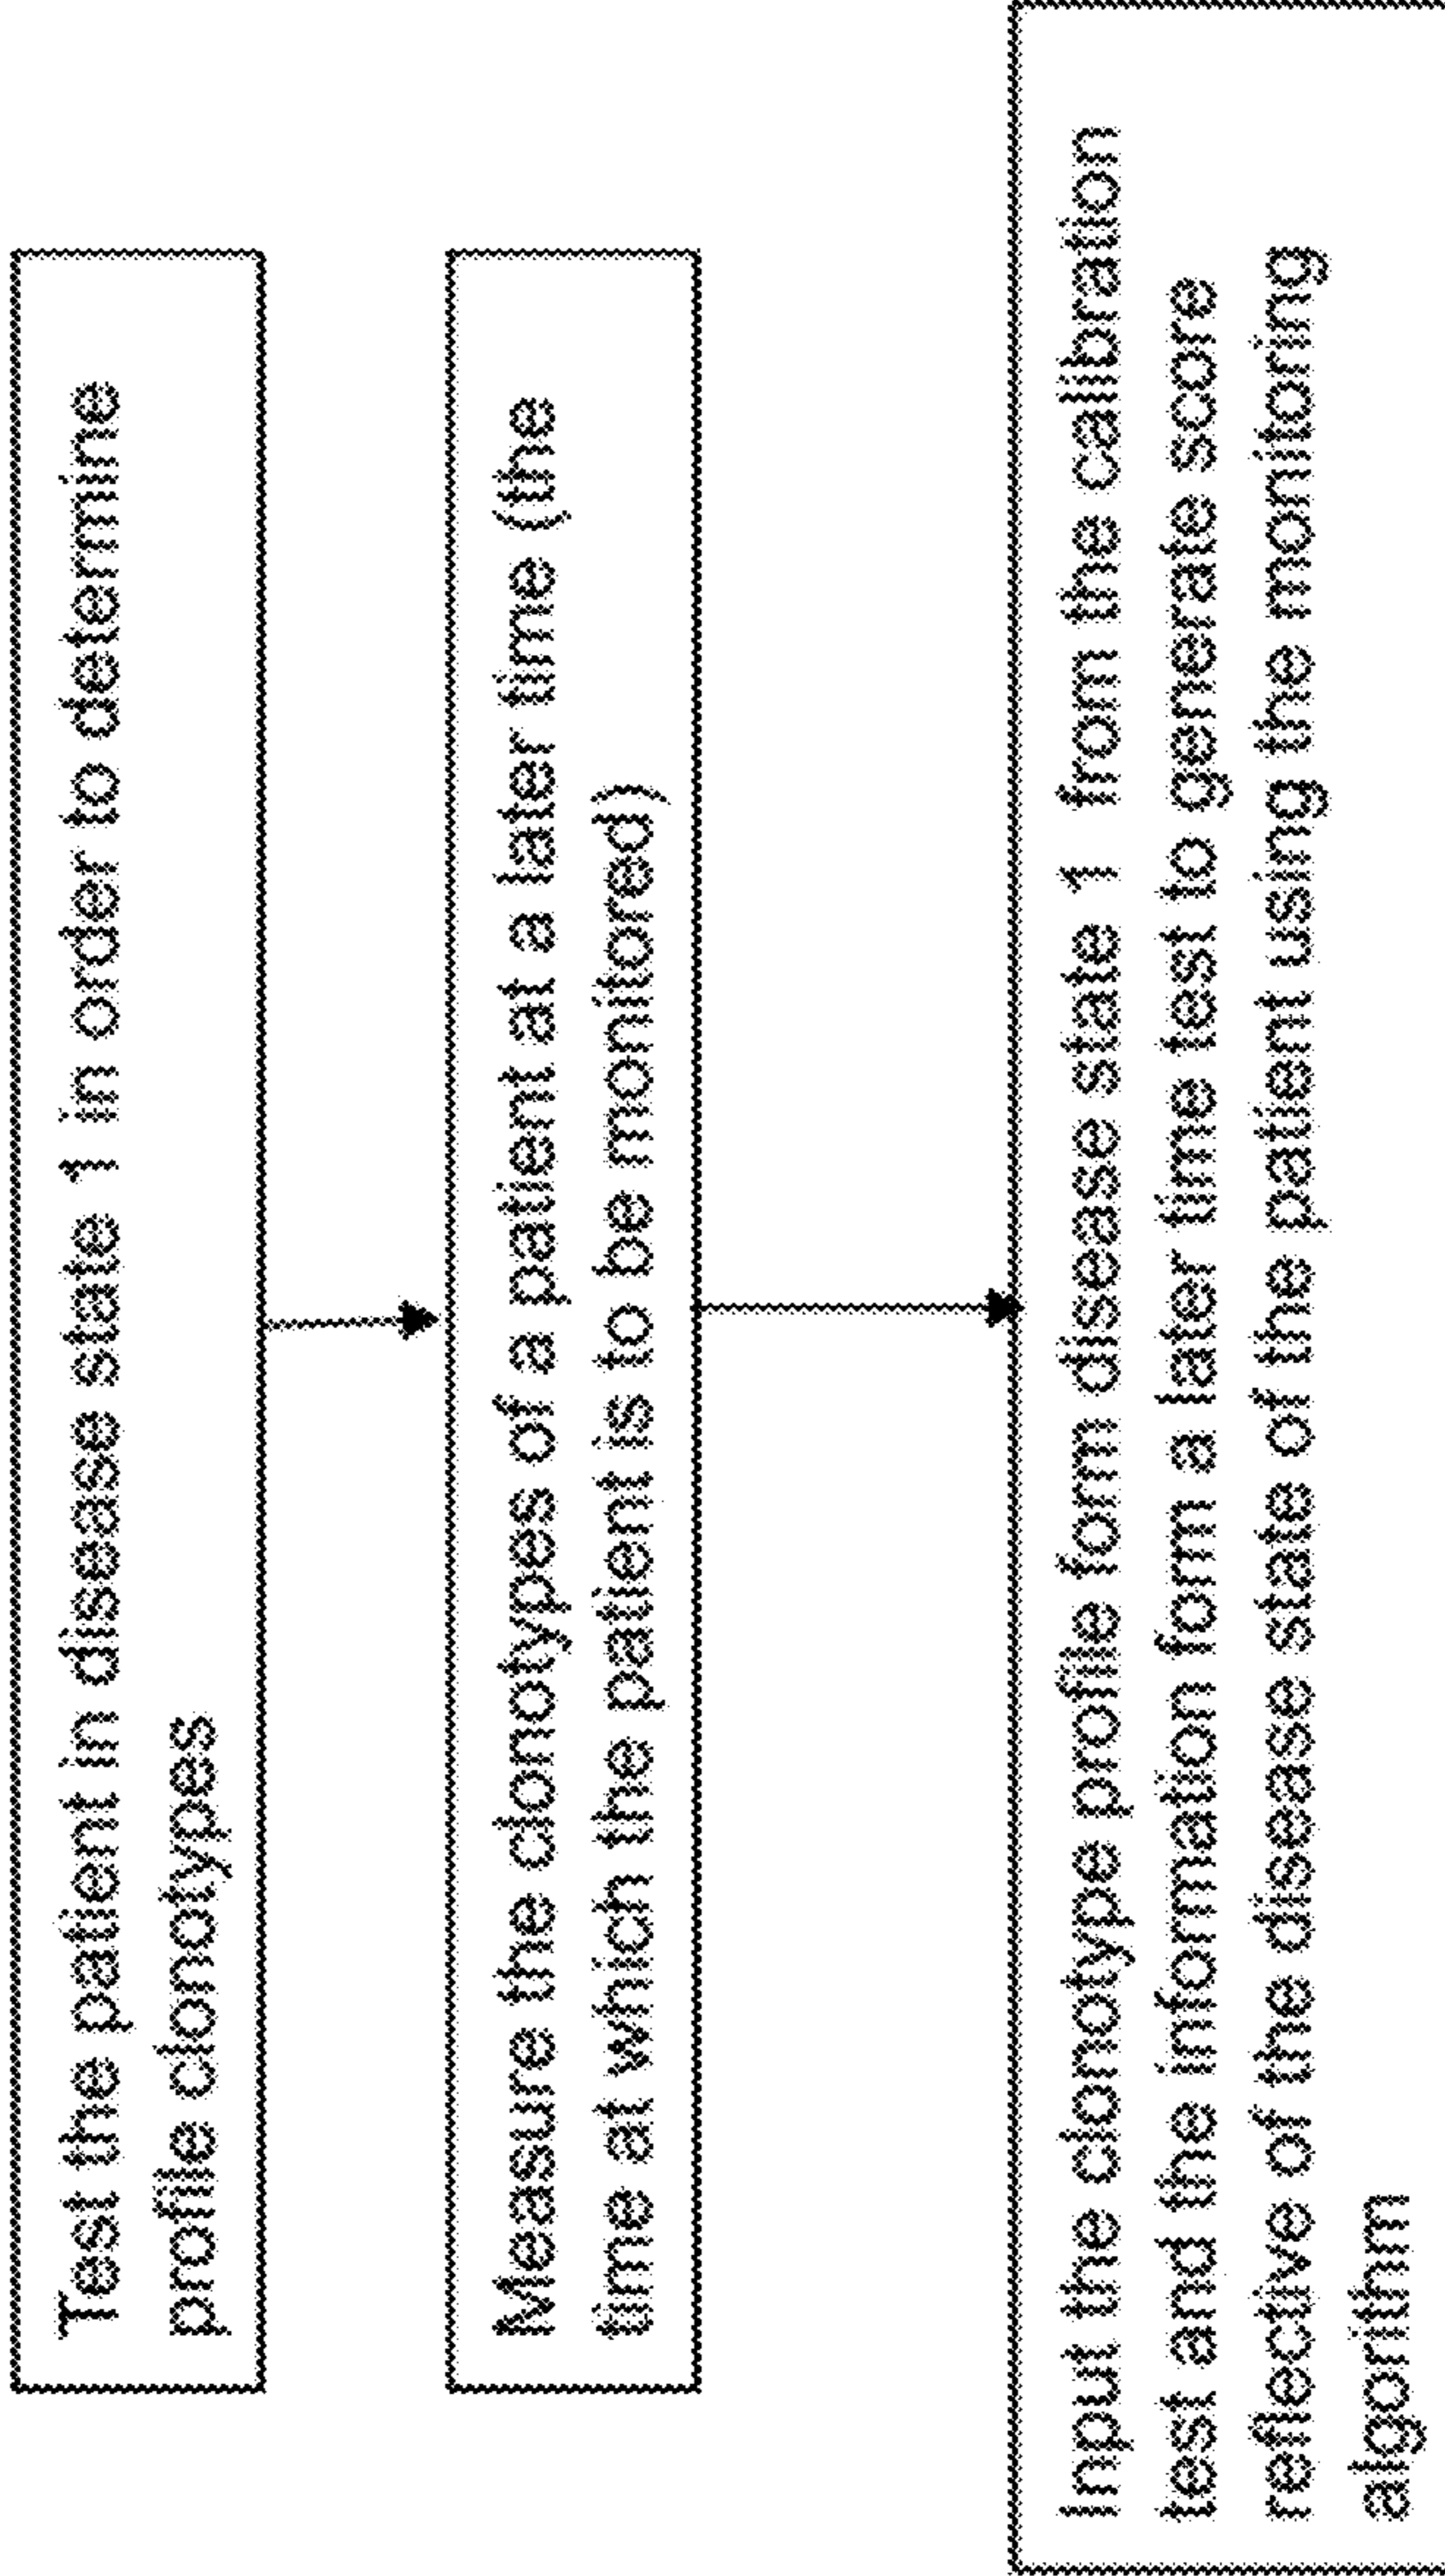 Test the patient in disease state 1 in order to determine
profile clonotypes
Measure the clonotypes of a patient at a later time (the
time at which the patient is to be monitored)
Input the clonotype profile form disease state 1 from the calibration
test and the information form a later time test to generate score
reflective of the disease state of the patient using the monitoring
algorithm